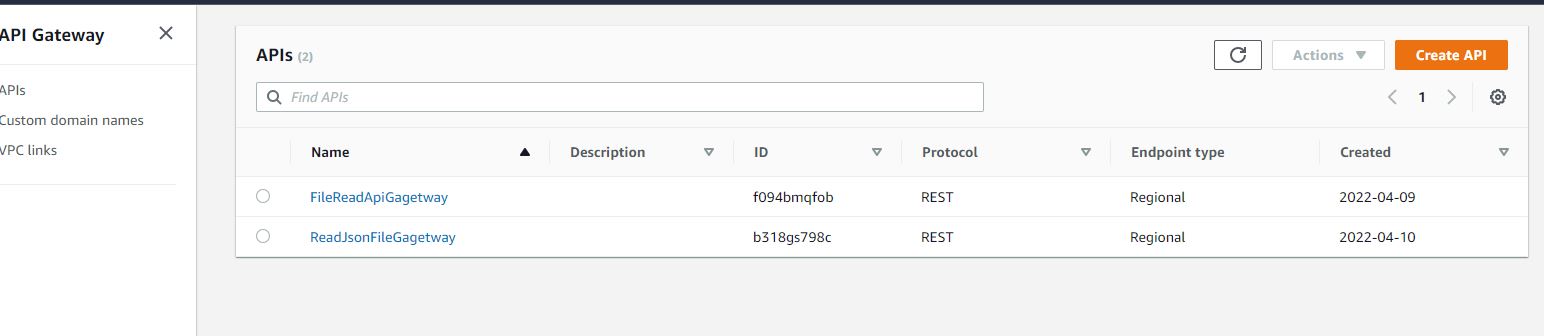 API Gateway
APIs
Custom domain names
VPC links
APIs (2)
Actions
Create API
Find APIs
1
Name Description ID Protocol Endpoint type Created
FileReadApiGagetway f094bmqfob REST Regional 2022-04-09
ReadJsonFileGagetway b318gs798c REST Regional 2022-04-10